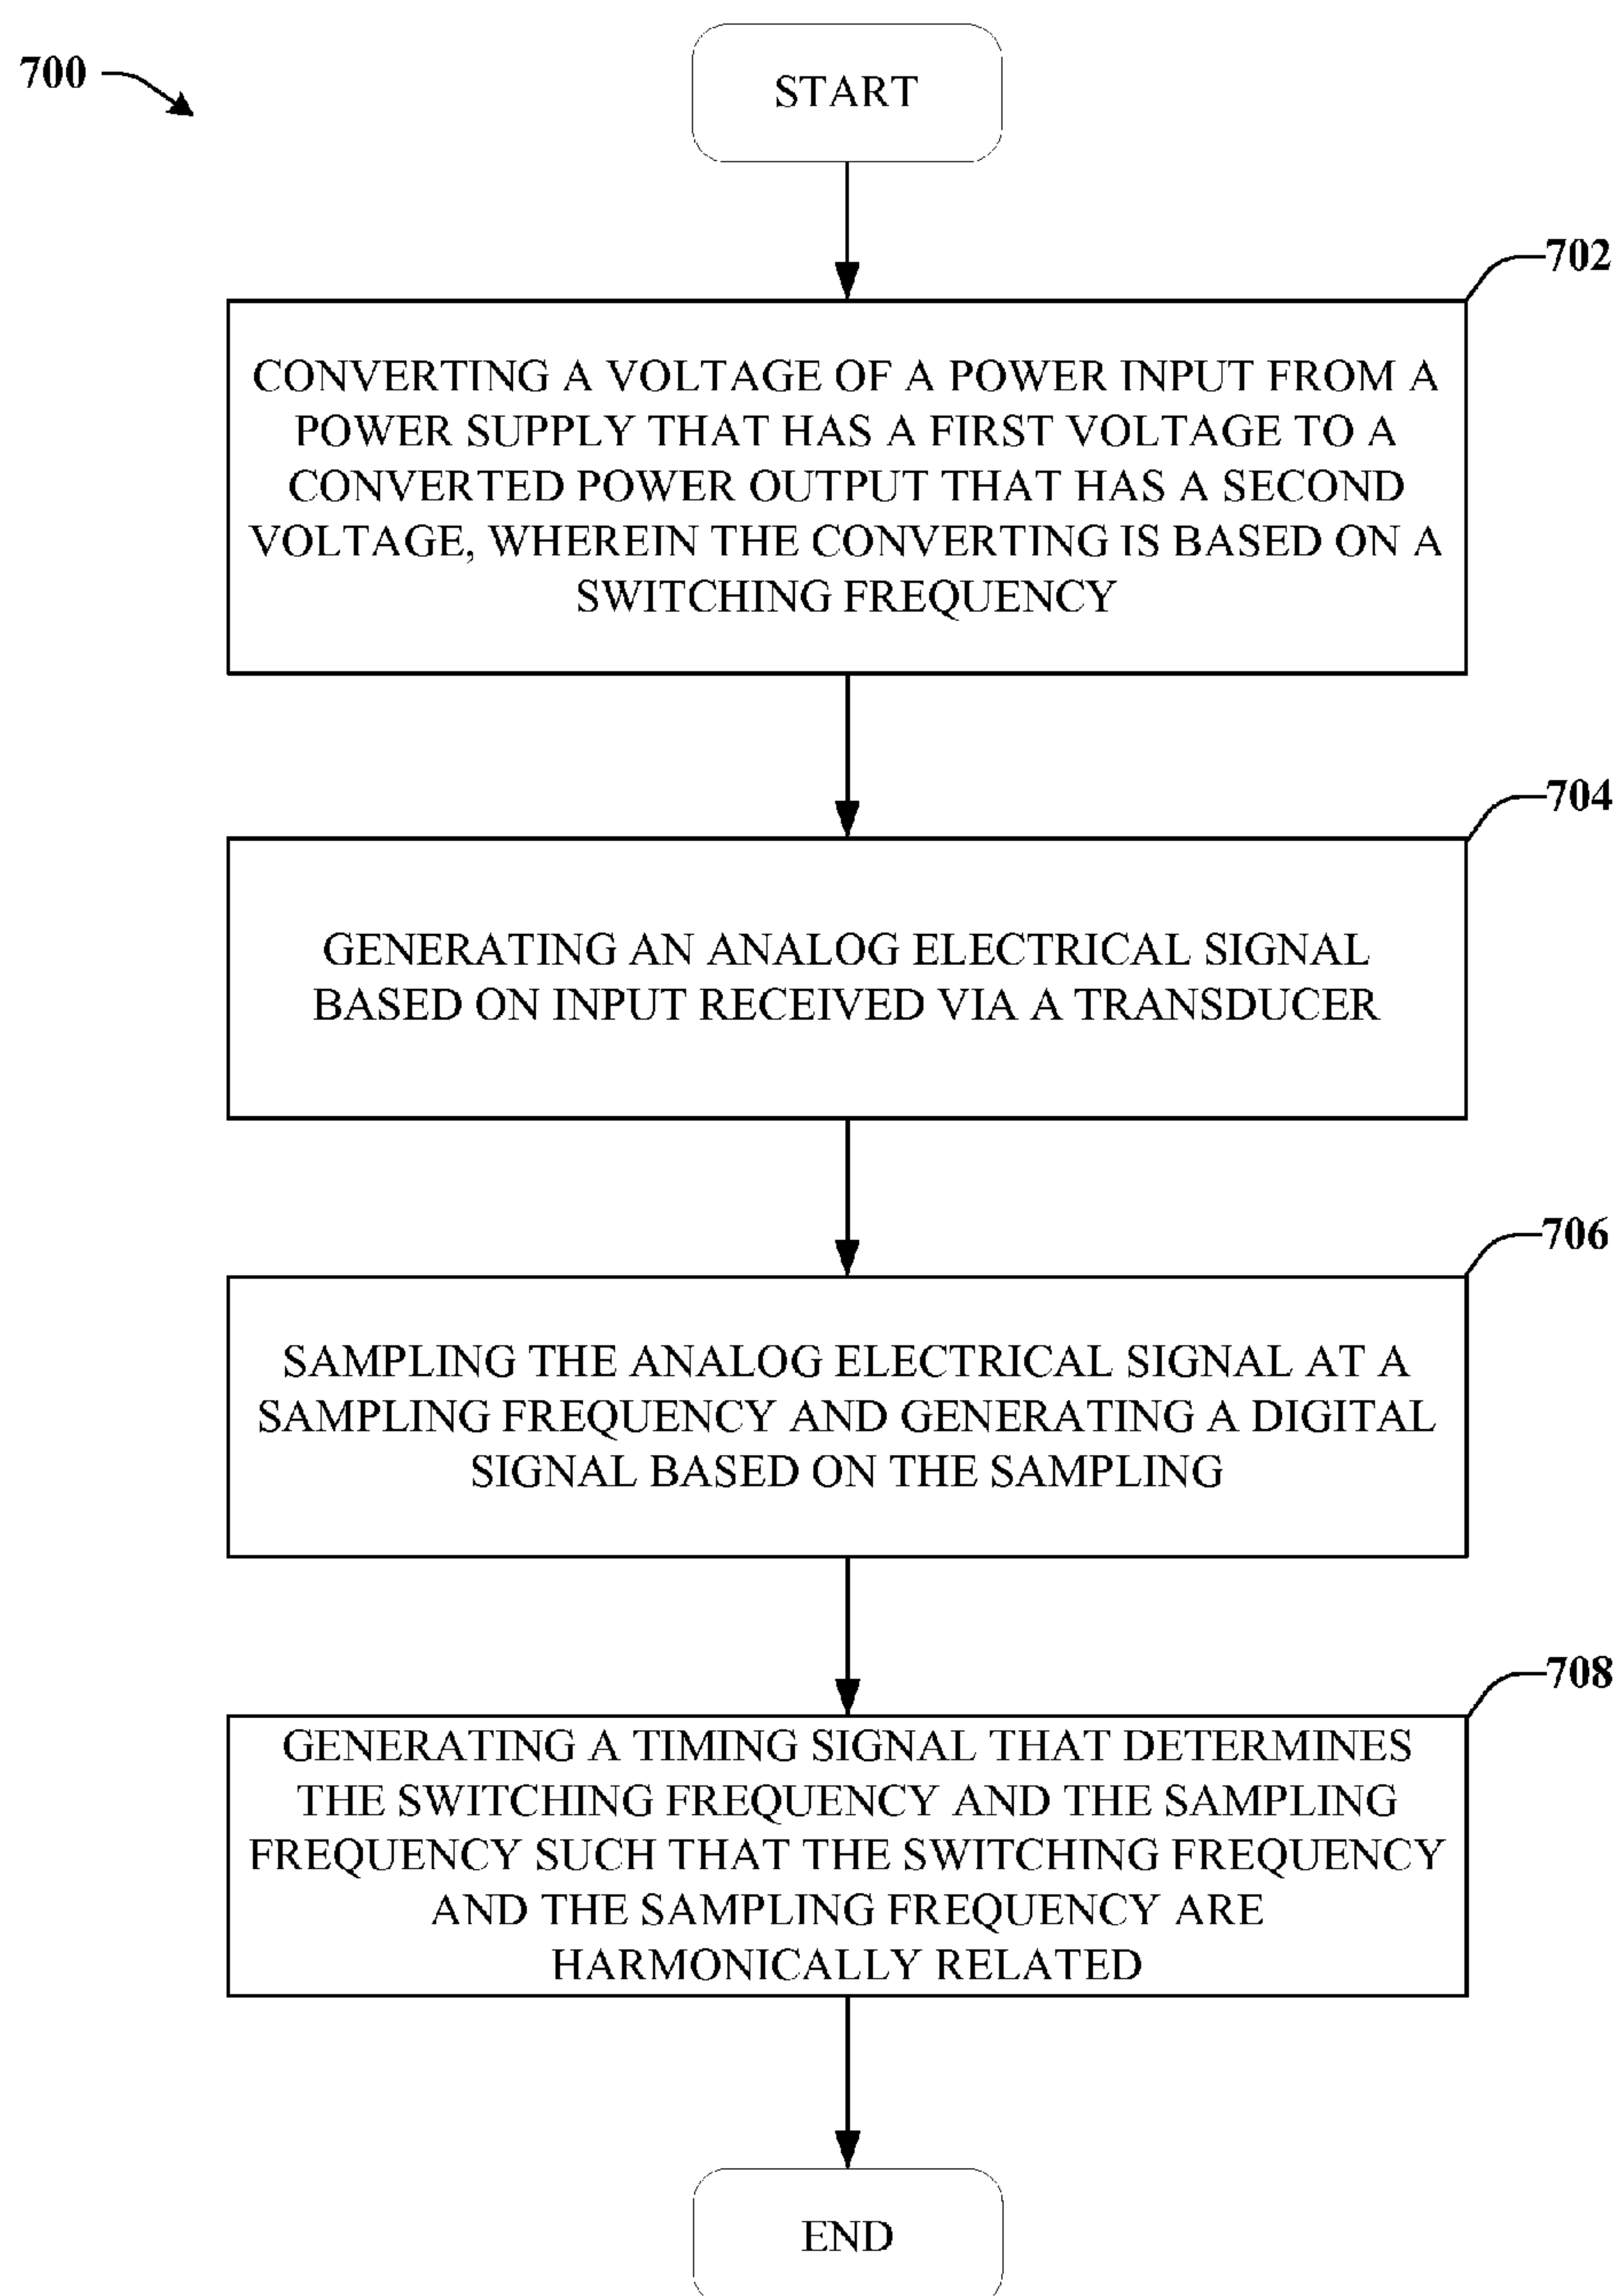 700
START
702
CONVERTING A VOLTAGE OF A POWER INPUT FROM A
POWER SUPPLY THAT HAS A FIRST VOLTAGE TO A
CONVERTED POWER OUTPUT THAT HAS A SECOND
VOLTAGE, WHEREIN THE CONVERTING IS BASED ON A
SWITCHING FREQUENCY
704
GENERATING AN ANALOG ELECTRICAL SIGNAL
BASED ON INPUT RECEIVED VIA A TRANSDUCER
706
SAMPLING THE ANALOG ELECTRICAL SIGNAL AT A
SAMPLING FREQUENCY AND GENERATING A DIGITAL
SIGNAL BASED ON THE SAMPLING
708
GENERATING A TIMING SIGNAL THAT DETERMINES
THE SWITCHING FREQUENCY AND THE SAMPLING
FREQUENCY SUCH THAT THE SWITCHING FREQUENCY
AND THE SAMPLING FREQUENCY ARE
HARMONICALLY RELATED
END